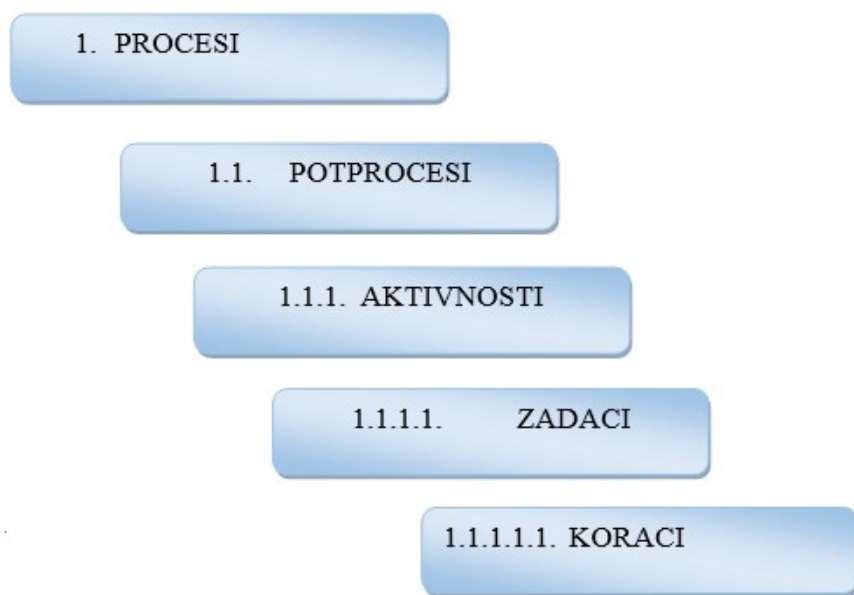 1. PROCESI
1.1. POTPROCESI
1.1.1. AKTIVNOSTI
1.1.1.1. ZADACI
1.1.1.1.1. KORACI